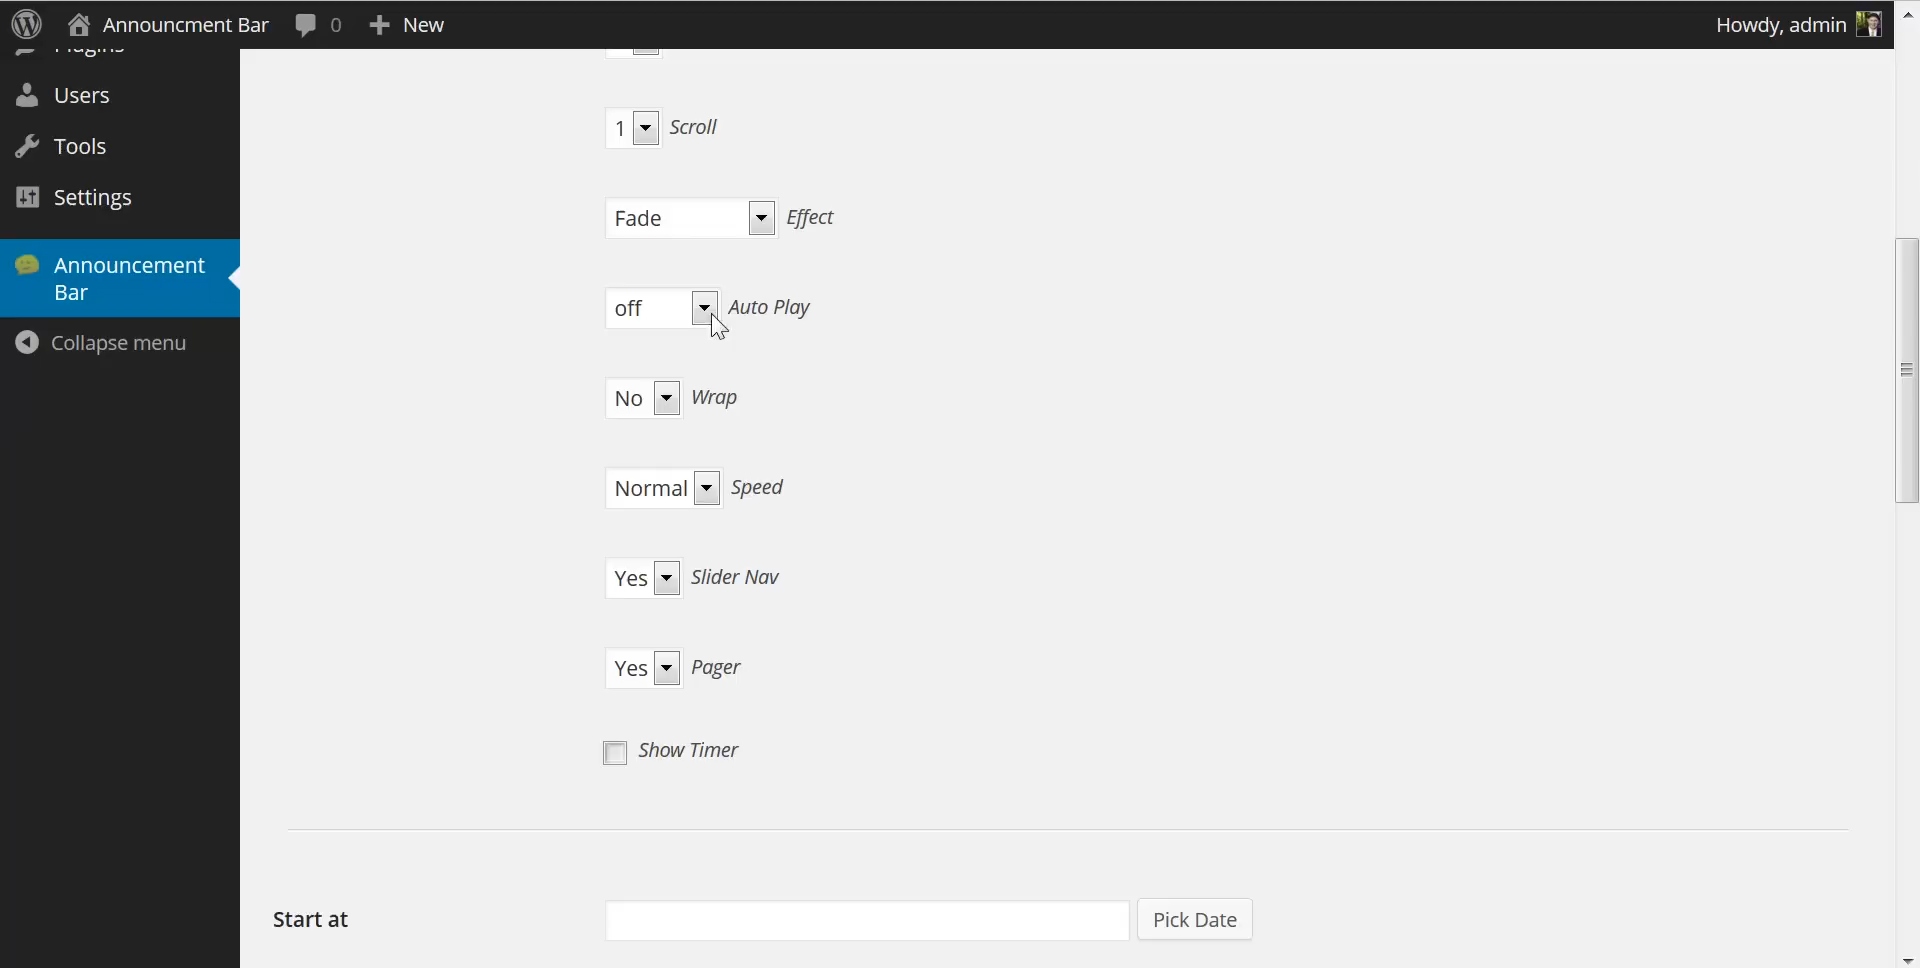 Announcment Bar 0 New Howdy, admin
Plugins
Users
Tools
Settings
Announcement
Bar
Collapse menu
1 Scroll
Fade Effect
off Auto Play
No Wrap
Normal Speed
Yes Slider Nav
Yes Pager
Show Timer
Start at Pick Date